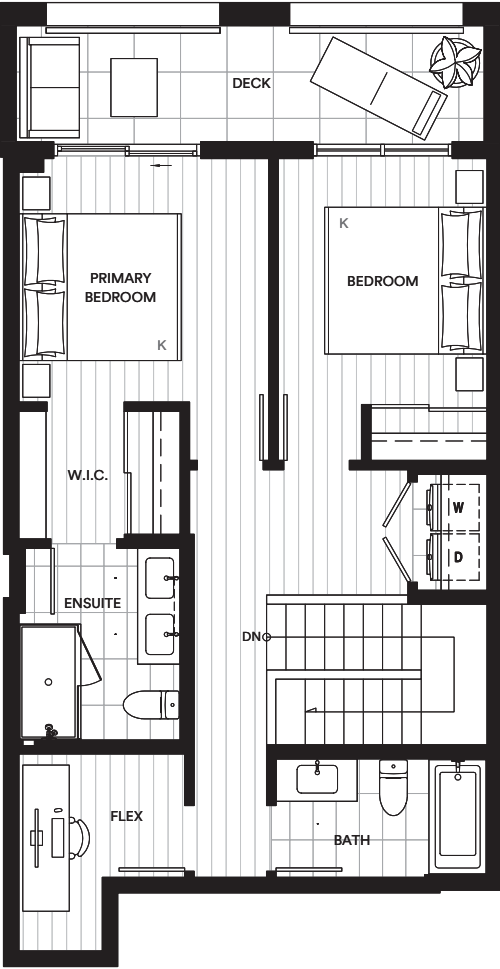 DECK
K
PRIMARY
BEDROOM
BEDROOM
K
W.I.C.
W
D
ENSUITE
DN
FLEX
BATH